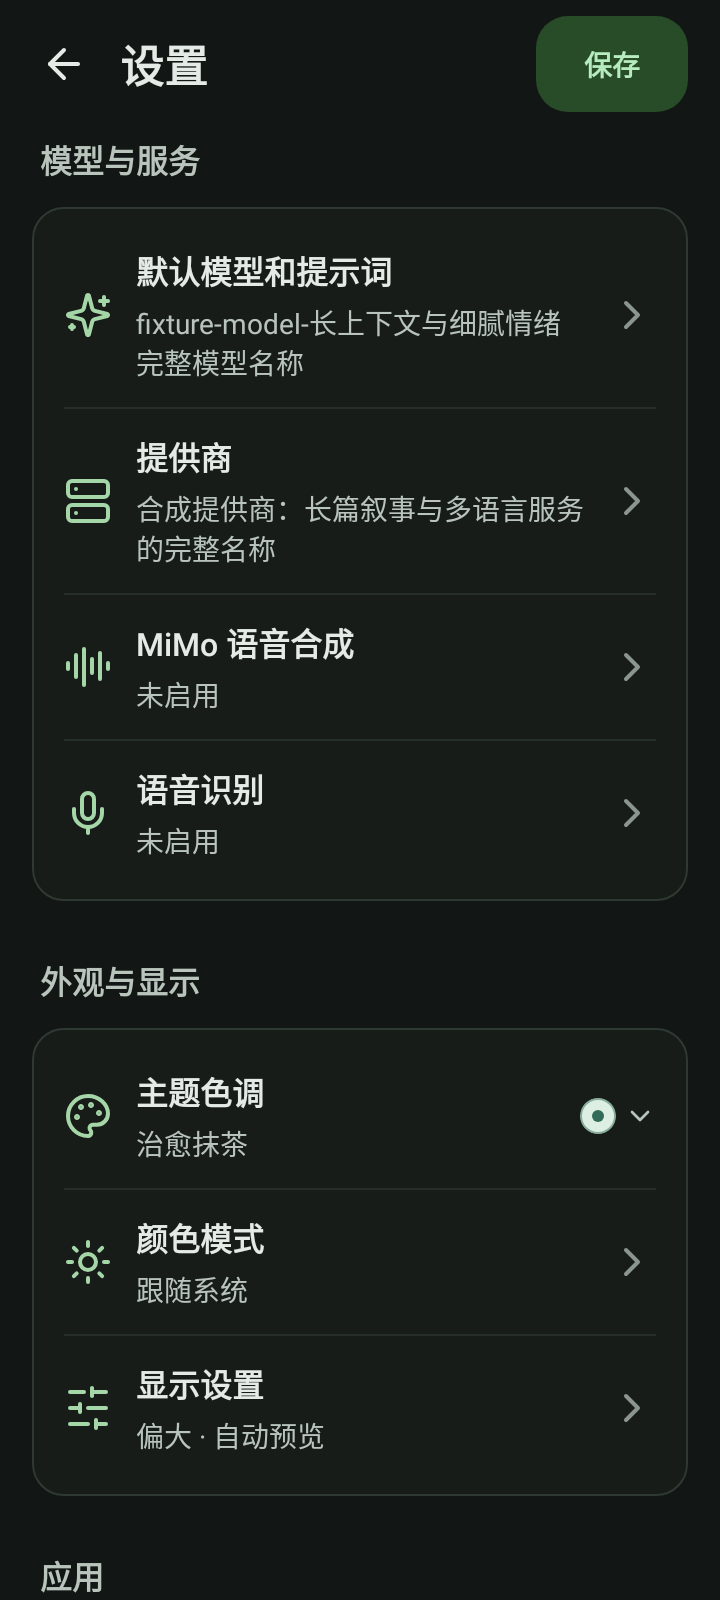 设置
保存
模型与服务
默认模型和提示词
fixture-model-长上下文与细腻情绪
完整模型名称
提供商
合成提供商：长篇叙事与多语言服务
的完整名称
MiMo 语音合成
未启用
语音识别
未启用
外观与显示
主题色调
治愈抹茶
颜色模式
跟随系统
显示设置
偏大 · 自动预览
应用